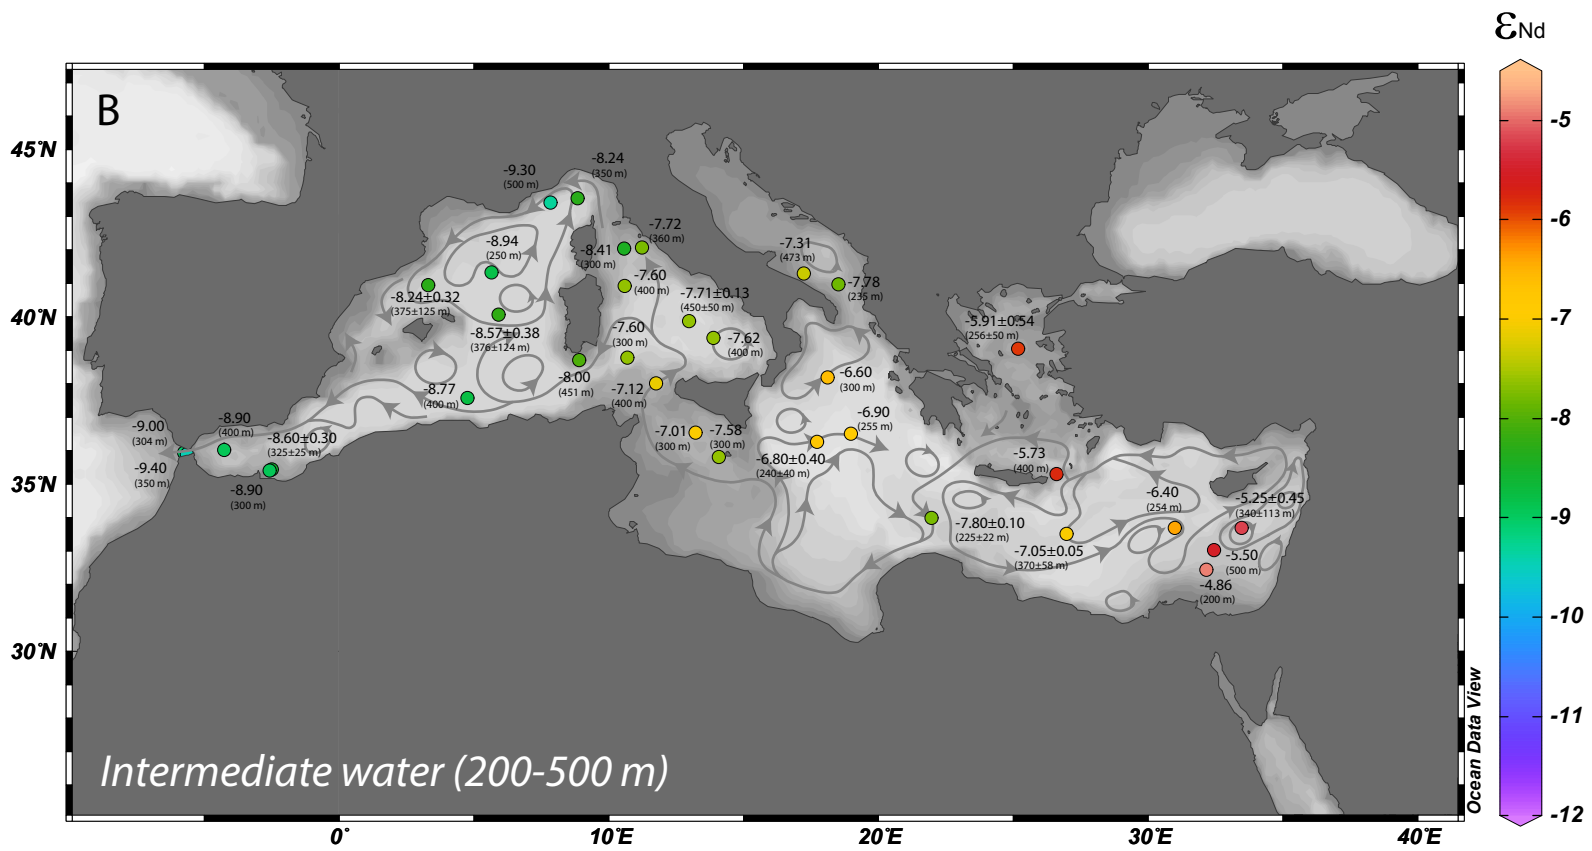 εNd
B
-9.30
(500 m)
-8.24
(350 m)
45°N
-8.94
(250 m)
-8.41
(300 m)
-7.72
(360 m)
-7.31
(473 m)
-7.78
(235 m)
-8.24±0.32
(375±125 m)
-7.60
(400 m)
-7.71±0.13
(450±50 m)
40°N
-8.57±0.38
(376±124 m)
-7.60
(300 m)
-7.62
(400 m)
-5.91±0.54
(256±50 m)
-8.77
(400 m)
-8.00
(451 m)
-7.12
(400 m)
-6.60
(300 m)
-9.00
(304 m)
-8.90
(400 m)
-8.60±0.30
(325±25 m)
-7.01
(300 m)
-7.58
(300 m)
-6.90
(255 m)
-6.80±0.40
(240±40 m)
-5.73
(400 m)
-9.40
(350 m)
35°N
-8.90
(300 m)
-6.40
(254 m)
-5.25±0.45
(340±113 m)
-7.80±0.10
(225±22 m)
-7.05±0.05
(370±58 m)
-5.50
(500 m)
-4.86
(200 m)
30°N
Intermediate water (200-500 m)
0°
10°E
20°E
30°E
40°E
Ocean Data View
-5
-6
-7
-8
-9
-10
-11
-12